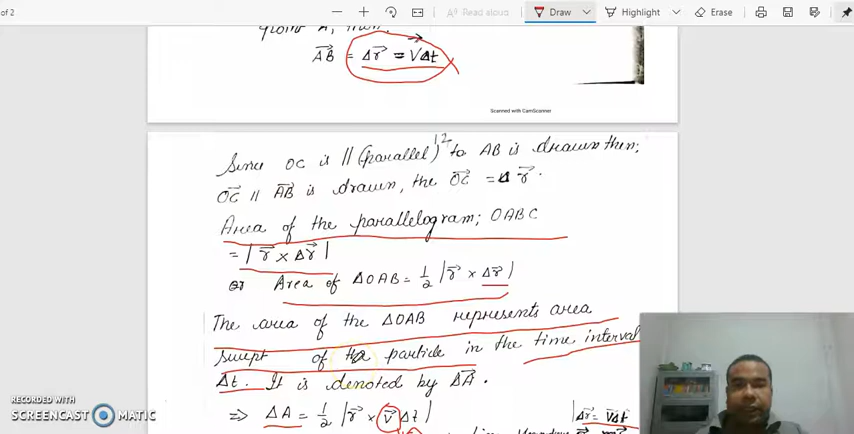 of 2
Read aloud
Draw
Highlight
Erase
AB = Δr = VΔt
Scanned with CamScanner
12
Since OC is || (parallel) to AB is drawn then;
OC || AB is drawn, the OC = Δ r.
Area of the parallelogram; OABC
= | r × Δr |
or Area of ΔOAB = 1/2 | r × Δr |
The area of the ΔOAB represents area
swept of the particle in the time interval
Δt. It is denoted by ΔA.
⇒ ΔA = 1/2 | r × V Δt |
Δr = VΔt
RECORDED WITH
SCREENCAST MATIC